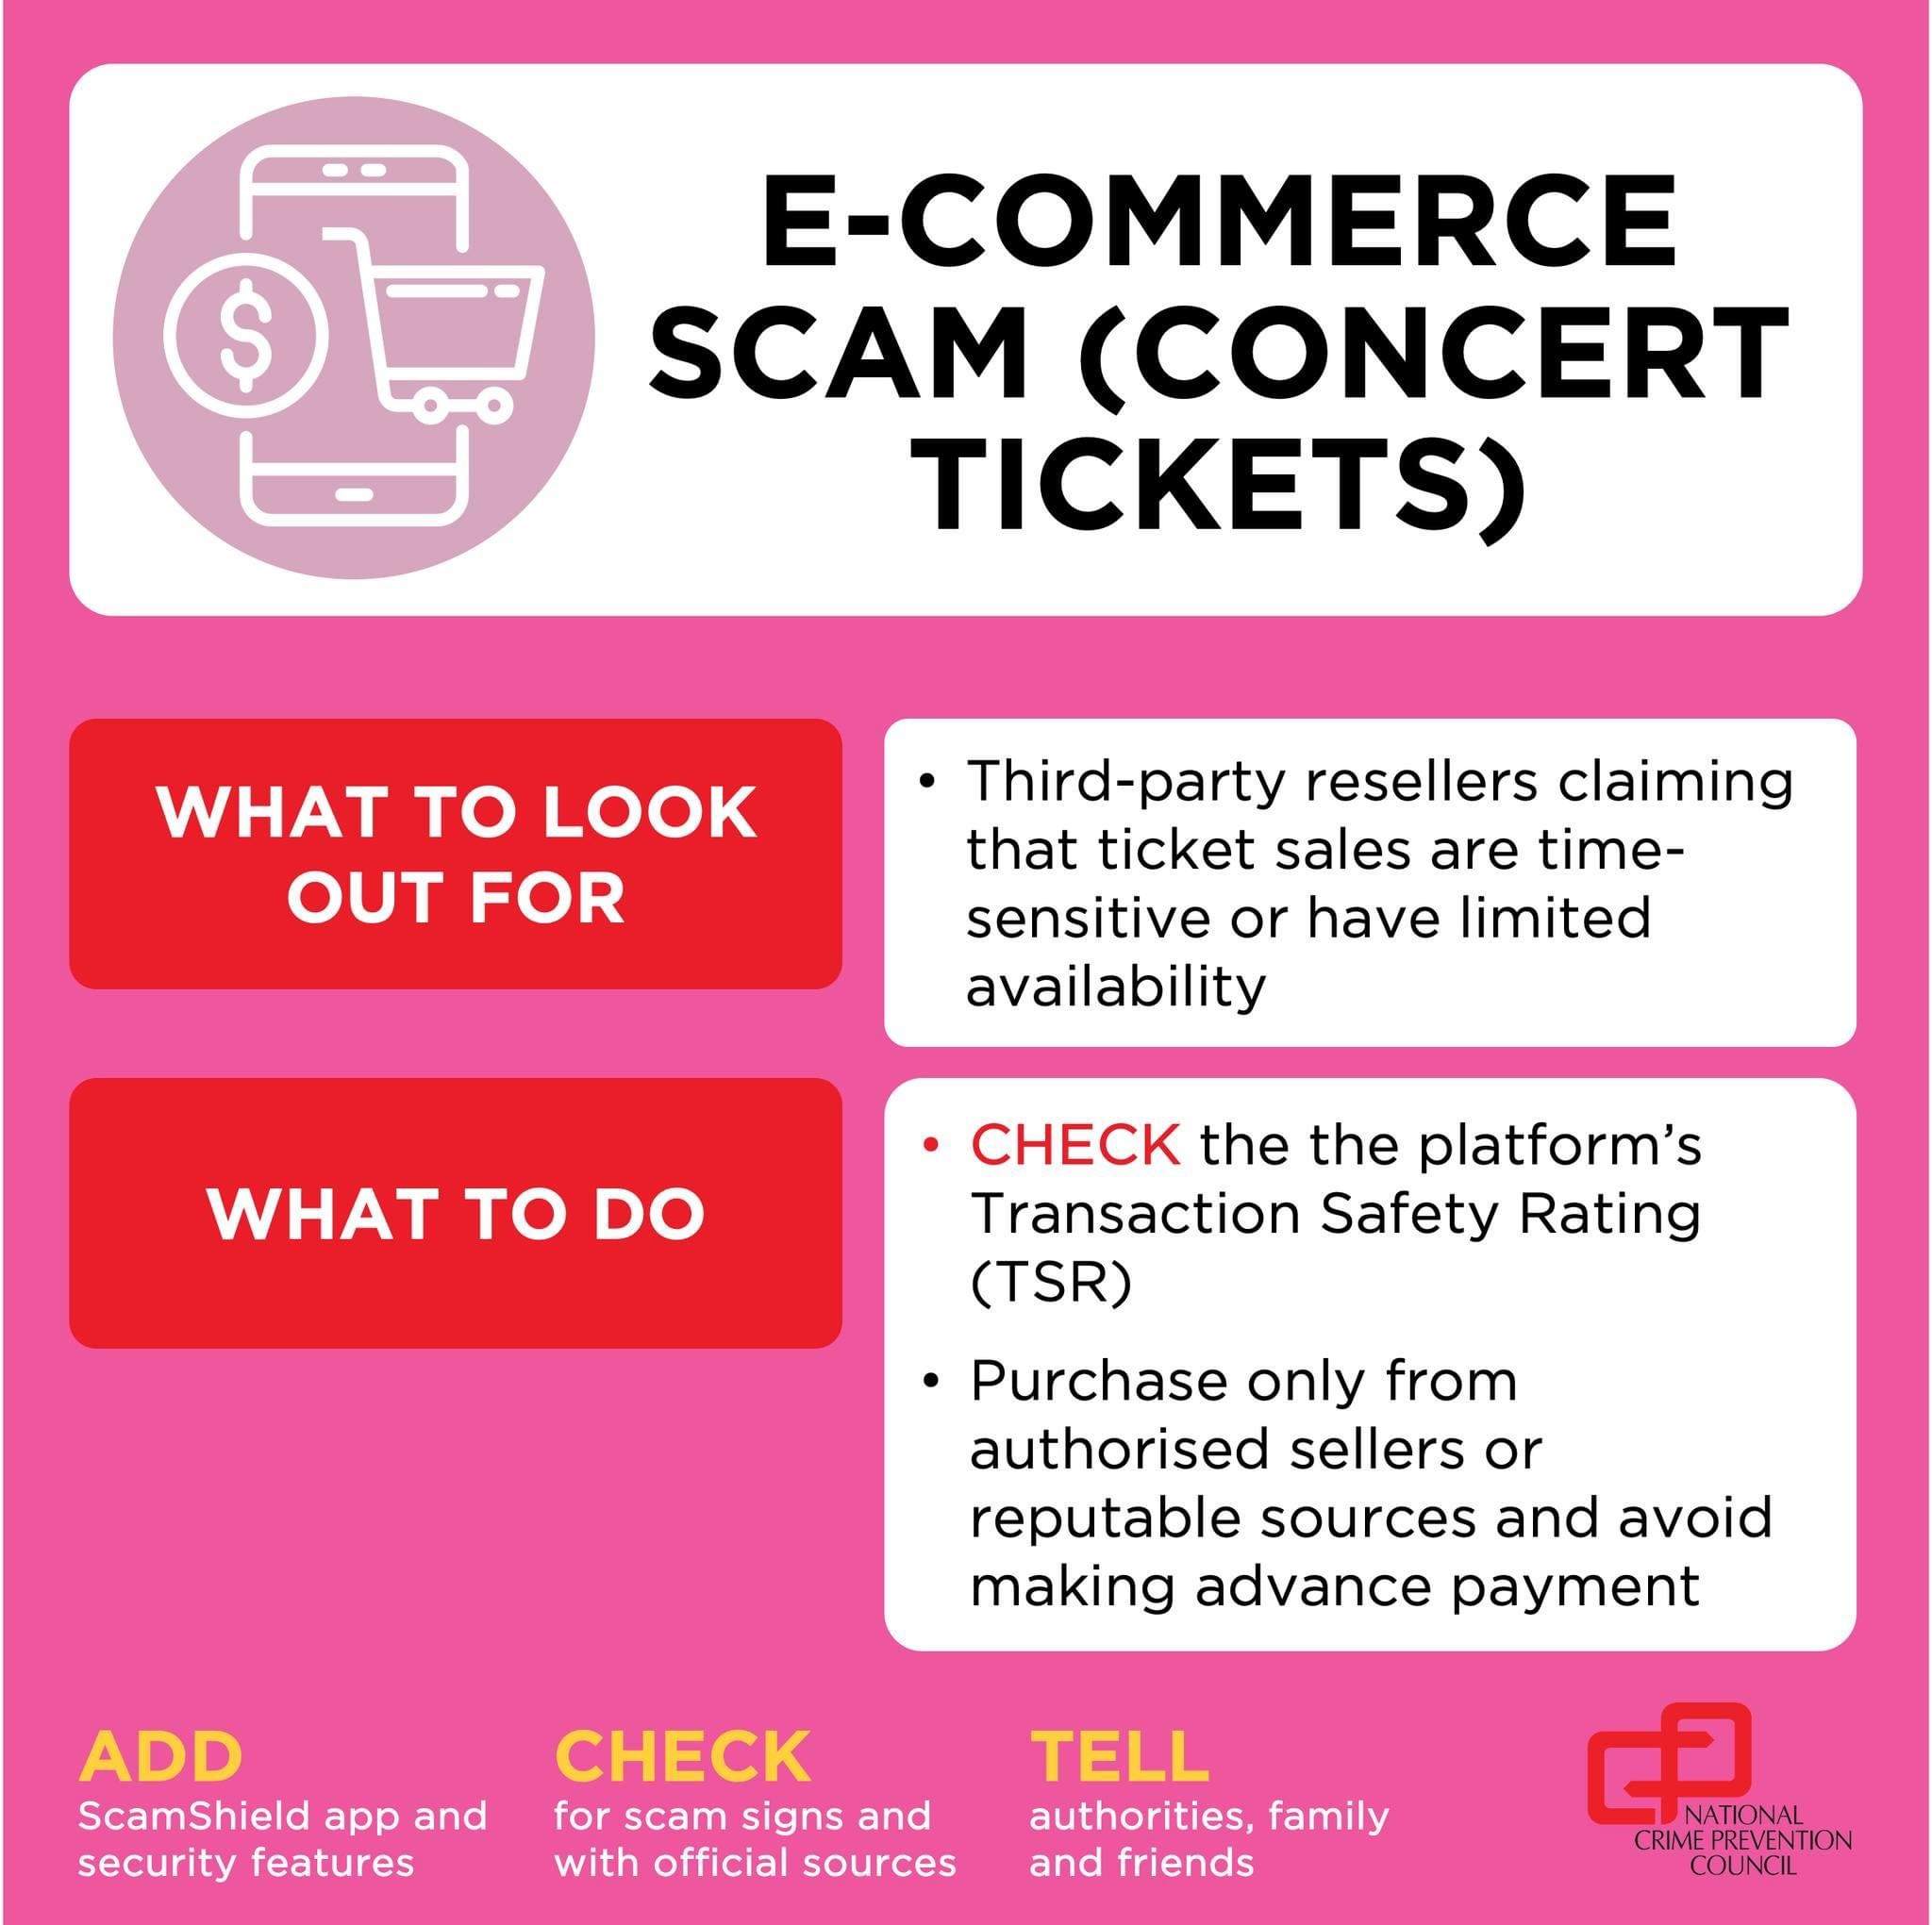 E-COMMERCE
SCAM (CONCERT
TICKETS)
WHAT TO LOOK
OUT FOR
• Third-party resellers claiming
that ticket sales are time-
sensitive or have limited
availability
WHAT TO DO
• CHECK the the platform’s
Transaction Safety Rating
(TSR)
• Purchase only from
authorised sellers or
reputable sources and avoid
making advance payment
ADD
ScamShield app and
security features
CHECK
for scam signs and
with official sources
TELL
authorities, family
and friends
NATIONAL
CRIME PREVENTION
COUNCIL